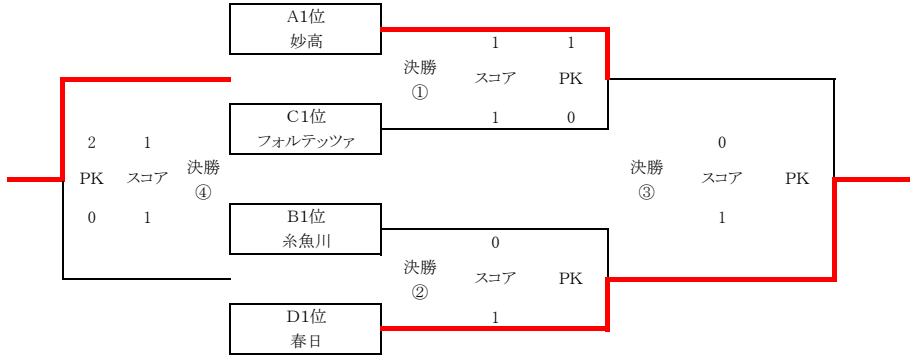 A1位
妙高
1 1
決勝
①
スコア PK
C1位
フォルテッツァ
1 0
2 1
決勝
④
PK スコア
0 1
0
決勝
③
スコア PK
1
B1位
糸魚川
0
決勝
②
スコア PK
D1位
春日
1